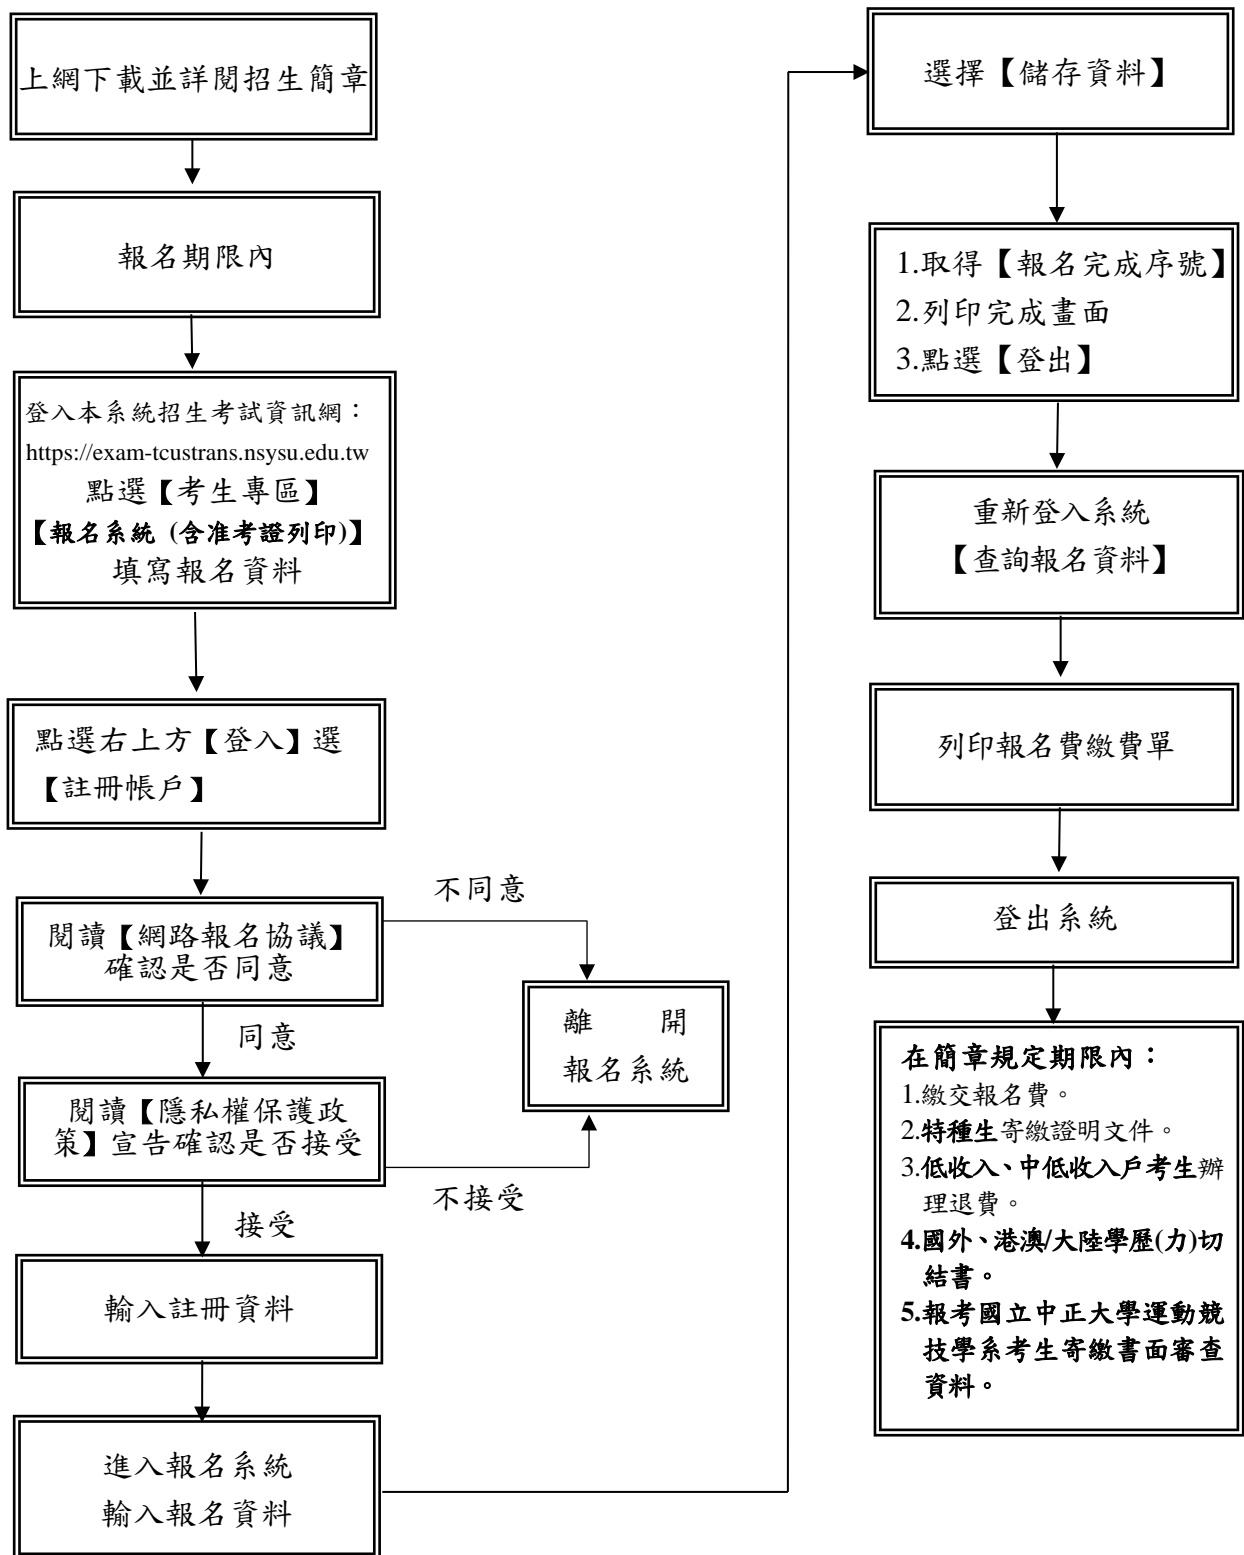 上網下載並詳閱招生簡章
報名期限內
登入本系統招生考試資訊網：
https://exam-tcustrans.nsysu.edu.tw
點選【考生專區】
【報名系統 (含准考證列印)】
填寫報名資料
點選右上方【登入】選
【註冊帳戶】
閱讀【網路報名協議】
確認是否同意
不同意
同意
離　開
報名系統
閱讀【隱私權保護政
策】宣告確認是否接受
不接受
接受
輸入註冊資料
進入報名系統
輸入報名資料
選擇【儲存資料】
1.取得【報名完成序號】
2.列印完成畫面
3.點選【登出】
重新登入系統
【查詢報名資料】
列印報名費繳費單
登出系統
在簡章規定期限內：
1.繳交報名費。
2.特種生寄繳證明文件。
3.低收入、中低收入戶考生辦
理退費。
4.國外、港澳/大陸學歷(力)切
結書。
5.報考國立中正大學運動競
技學系考生寄繳書面審查
資料。